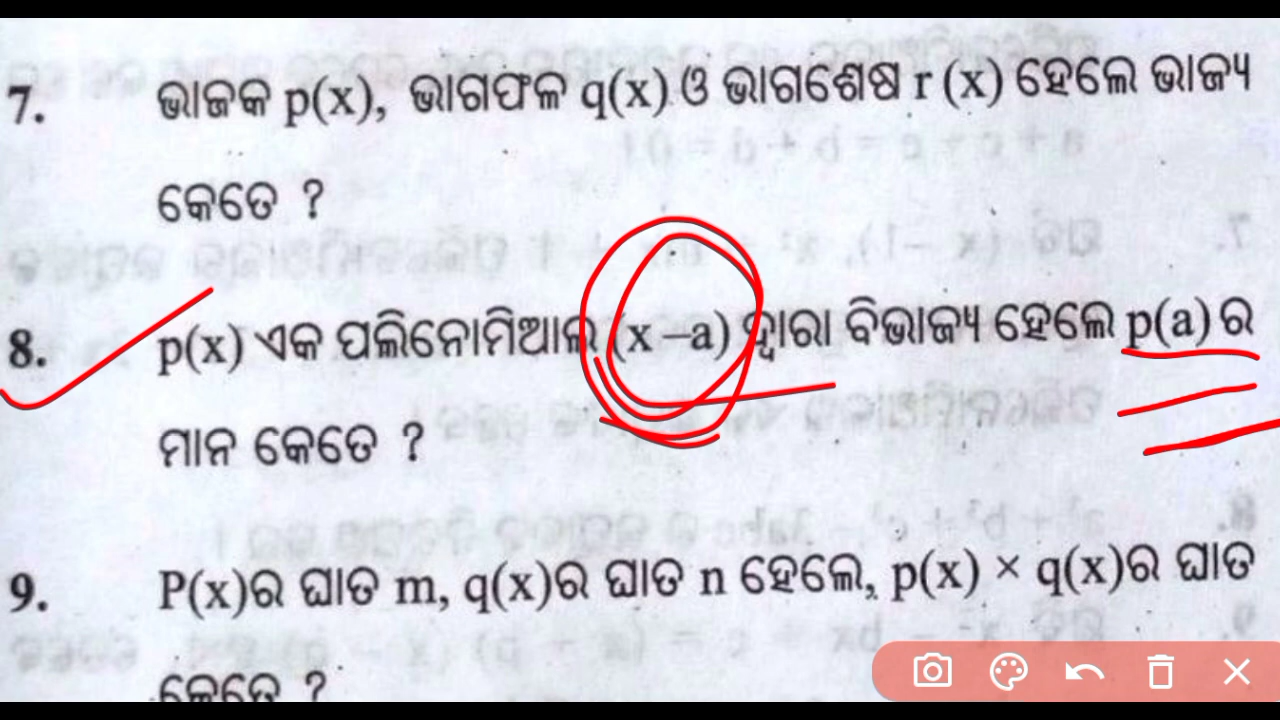 7. ଭାଜକ p(x), ଭାଗଫଳ q(x) ଓ ଭାଗଶେଷ r (x) ହେଲେ ଭାଜ୍ୟ
କେତେ ?
8. p(x) ଏକ ପଲିନୋମିଆଲ (x –a) ଦ୍ୱାରା ବିଭାଜ୍ୟ ହେଲେ p(a) ର
ମାନ କେତେ ?
9. P(x)ର ଘାତ m, q(x)ର ଘାତ n ହେଲେ, p(x) × q(x)ର ଘାତ
କେତେ ?